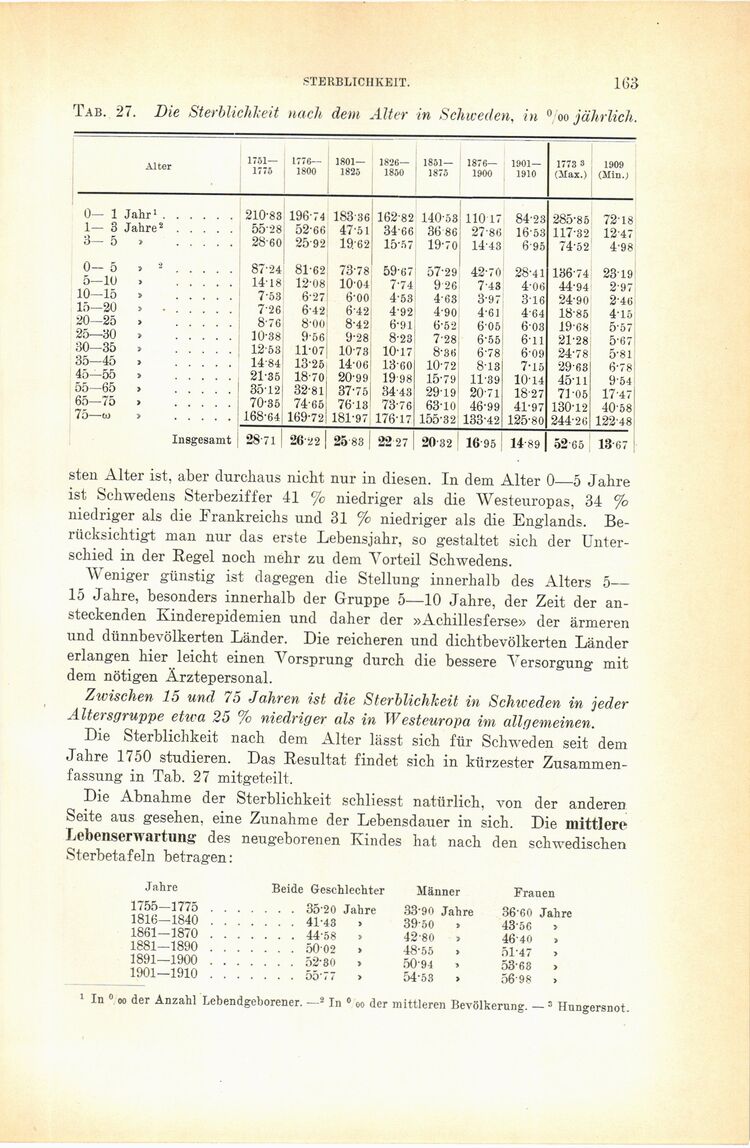 STERBLICHKEIT. 163
TAB. 27. Die Sterblichkeit nach dem Alter in Schweden, in ⁰/₀₀ jährlich.
Alter 1751—1775 1776—1800 1801—1825 1826—1850 1851—1875 1876—1900 1901—1910 1773 ³ (Max.) 1909 (Min.)
0— 1 Jahr¹ . . . . . . 210·83 196·74 183·36 162·82 140·53 110·17 84·23 285·85 72·18
1— 3 Jahre² . . . . . 55·28 52·66 47·51 34·66 36·86 27·86 16·53 117·32 12·47
3— 5 » . . . . . 28·60 25·92 19·62 15·57 19·70 14·43 6·95 74·52 4·98
0— 5 » ² . . . . . 87·24 81·62 73·78 59·67 57·29 42·70 28·41 136·74 23·19
5—10 » . . . . . 14·18 12·08 10·04 7·74 9·26 7·43 4·06 44·94 2·97
10—15 » . . . . . 7·53 6·27 6·00 4·53 4·63 3·97 3·16 24·90 2·46
15—20 » . . . . . 7·26 6·42 6·42 4·92 4·90 4·61 4·64 18·85 4·15
20—25 » . . . . . 8·76 8·00 8·42 6·91 6·52 6·05 6·03 19·68 5·57
25—30 » . . . . . 10·38 9·56 9·28 8·23 7·28 6·55 6·11 21·28 5·67
30—35 » . . . . . 12·53 11·07 10·73 10·17 8·36 6·78 6·09 24·78 5·81
35—45 » . . . . . 14·84 13·25 14·06 13·60 10·72 8·13 7·15 29·63 6·78
45—55 » . . . . . 21·35 18·70 20·99 19·98 15·79 11·39 10·14 45·11 9·54
55—65 » . . . . . 35·12 32·81 37·75 34·43 29·19 20·71 18·27 71·05 17·47
65—75 » . . . . . 70·35 74·65 76·13 73·76 63·10 46·99 41·97 130·12 40·58
75—ω » . . . . . 168·64 169·72 181·97 176·17 155·32 133·42 125·80 244·26 122·48
Insgesamt 28·71 26·22 25·83 22·27 20·32 16·95 14·89 52·65 13·67
sten Alter ist, aber durchaus nicht nur in diesen. In dem Alter 0—5 Jahre
ist Schwedens Sterbeziffer 41 % niedriger als die Westeuropas, 34 %
niedriger als die Frankreichs und 31 % niedriger als die Englands. Be-
rücksichtigt man nur das erste Lebensjahr, so gestaltet sich der Unter-
schied in der Regel noch mehr zu dem Vorteil Schwedens.
Weniger günstig ist dagegen die Stellung innerhalb des Alters 5—
15 Jahre, besonders innerhalb der Gruppe 5—10 Jahre, der Zeit der an-
steckenden Kinderepidemien und daher der »Achillesferse» der ärmeren
und dünnbevölkerten Länder. Die reicheren und dichtbevölkerten Länder
erlangen hier leicht einen Vorsprung durch die bessere Versorgung mit
dem nötigen Ärztepersonal.
Zwischen 15 und 75 Jahren ist die Sterblichkeit in Schweden in jeder
Altersgruppe etwa 25 % niedriger als in Westeuropa im allgemeinen.
Die Sterblichkeit nach dem Alter lässt sich für Schweden seit dem
Jahre 1750 studieren. Das Resultat findet sich in kürzester Zusammen-
fassung in Tab. 27 mitgeteilt.
Die Abnahme der Sterblichkeit schliesst natürlich, von der anderen
Seite aus gesehen, eine Zunahme der Lebensdauer in sich. Die mittlere
Lebenserwartung des neugeborenen Kindes hat nach den schwedischen
Sterbetafeln betragen:
Jahre Beide Geschlechter Männer Frauen
1755—1775 . . . . . . . 35·20 Jahre 33·90 Jahre 36·60 Jahre
1816—1840 . . . . . . . 41·43 » 39·50 » 43·56 »
1861—1870 . . . . . . . 44·58 » 42·80 » 46·40 »
1881—1890 . . . . . . . 50·02 » 48·55 » 51·47 »
1891—1900 . . . . . . . 52·30 » 50·94 » 53·63 »
1901—1910 . . . . . . . 55·77 » 54·53 » 56·98 »
¹ In ⁰/₀₀ der Anzahl Lebendgeborener. — ² In ⁰/₀₀ der mittleren Bevölkerung. — ³ Hungersnot.